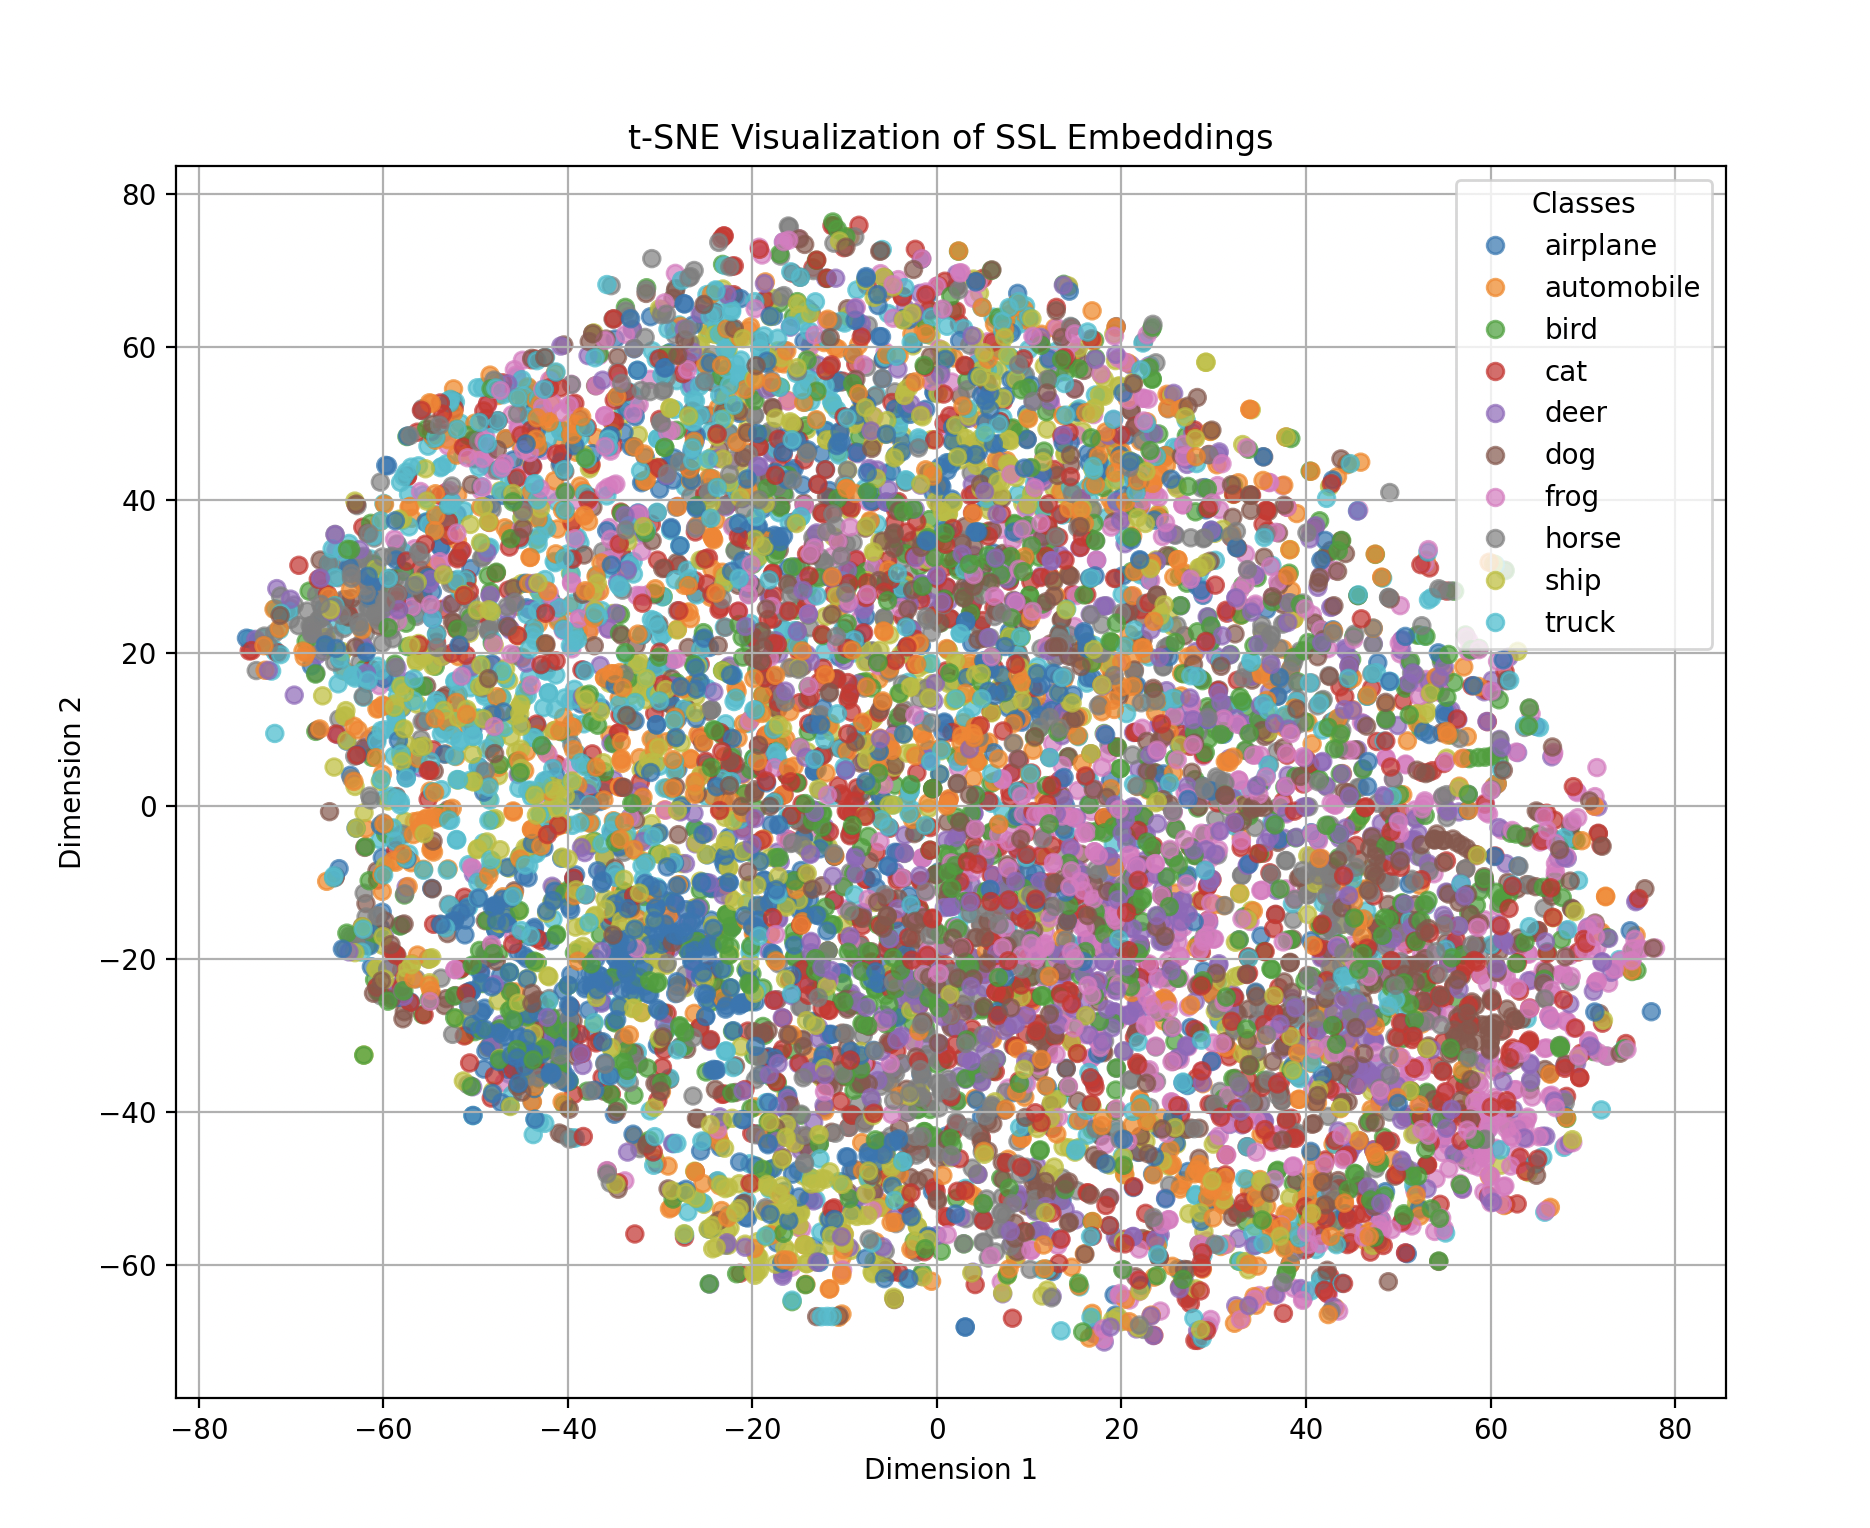 t-SNE Visualization of SSL Embeddings
Classes
airplane
automobile
bird
cat
deer
dog
frog
horse
ship
truck
80
60
40
20
0
−20
−40
−60
Dimension 2
−80 −60 −40 −20 0 20 40 60 80
Dimension 1